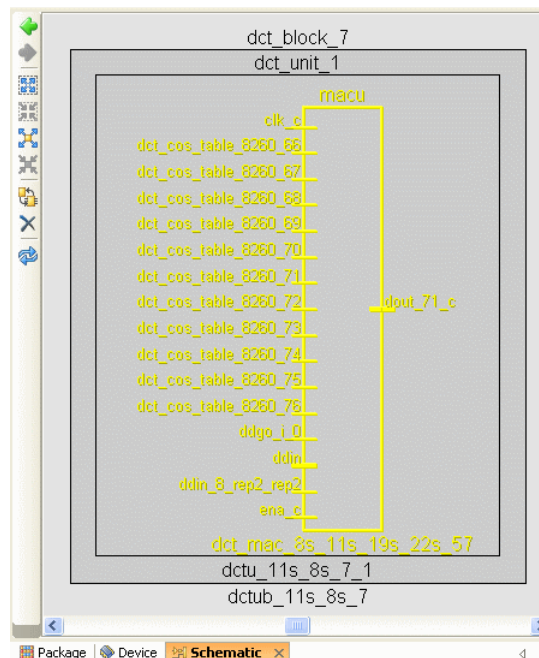 dct_block_7
dct_unit_1
macu
clk_c
dct_cos_table_8260_66
dct_cos_table_8260_67
dct_cos_table_8260_68
dct_cos_table_8260_69
dct_cos_table_8260_70
dct_cos_table_8260_71
dct_cos_table_8260_72
dout_71_c
dct_cos_table_8260_73
dct_cos_table_8260_74
dct_cos_table_8260_75
dct_cos_table_8260_76
ddgo_i_0
ddin
ddin_8_rep2_rep2
ena_c
dct_mac_8s_11s_19s_22s_57
dctu_11s_8s_7_1
dctub_11s_8s_7
Package Device Schematic